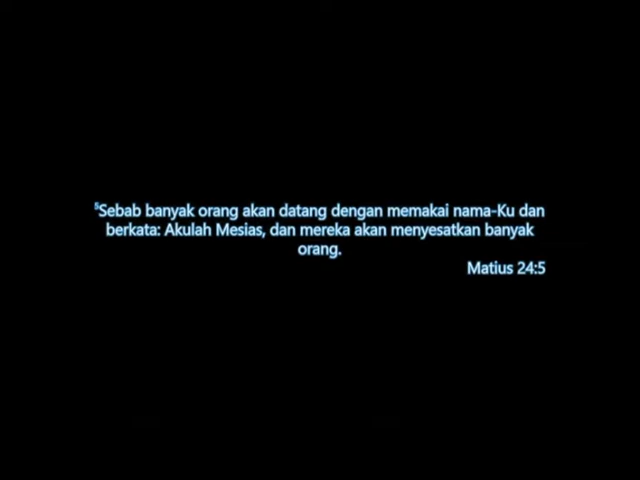 ⁵Sebab banyak orang akan datang dengan memakai nama-Ku dan
berkata: Akulah Mesias, dan mereka akan menyesatkan banyak
orang.
Matius 24:5